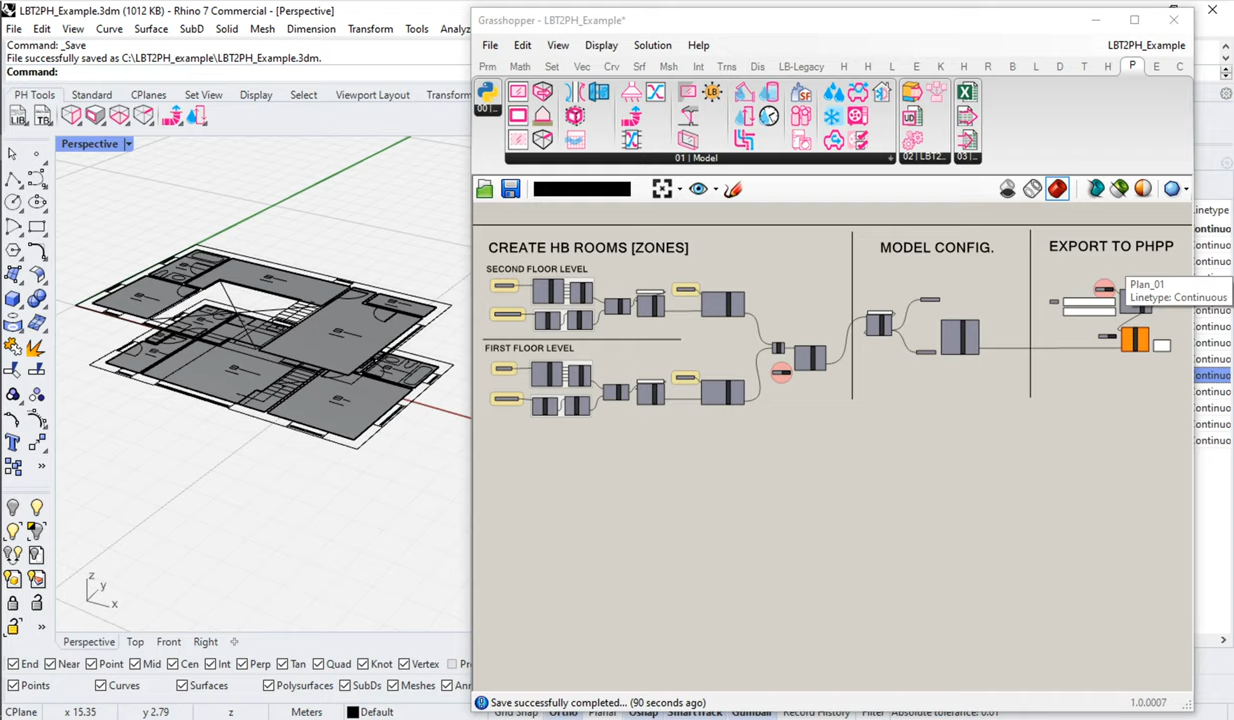 LBT2PH_Example.3dm (1012 KB) - Rhino 7 Commercial - [Perspective]
File Edit View Curve Surface SubD Solid Mesh Dimension Transform Tools Analyz
Command: _Save
File successfully saved as C:\LBT2PH_example\LBT2PH_Example.3dm.
Command:
PH Tools Standard CPlanes Set View Display Select Viewport Layout Transform
LIB TB
Perspective
z
y
x
Perspective Top Front Right
End Near Point Mid Cen Int Perp Tan Quad Knot Vertex
Points Curves Surfaces Polysurfaces SubDs Meshes
CPlane x 15.35 y 2.79 z Meters Default Grid Snap Ortho Planar Osnap SmartTrack Gumball Record History Filter Absolute tolerance: 0.01
Grasshopper - LBT2PH_Example*
File Edit View Display Solution Help LBT2PH_Example
Prm Math Set Vec Crv Srf Msh Int Trns Dis LB-Legacy H H L E E H R B L D T H P E C
00 |... 01 | Model 02 | LBT2... 03 |...
CREATE HB ROOMS [ZONES]
MODEL CONFIG.
EXPORT TO PHPP
SECOND FLOOR LEVEL
FIRST FLOOR LEVEL
Plan_01
Linetype: Continuous
Save successfully completed... (90 seconds ago) 1.0.0007
Linetype